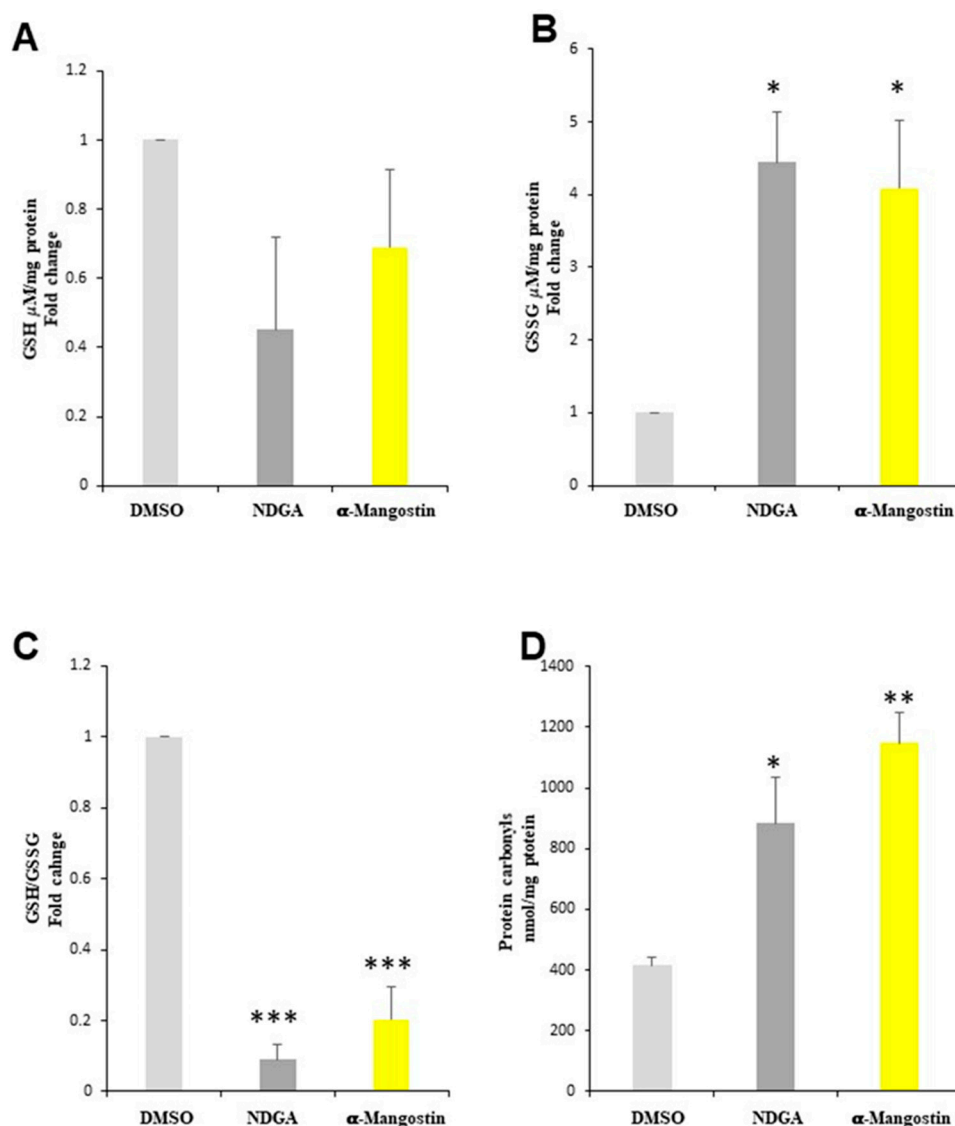 A
1.2
1
0.8
0.6
0.4
0.2
0
GSH µM/mg protein
Fold change
DMSO NDGA α-Mangostin
B
6
5
4
3
2
1
0
GSSG µM/mg protein
Fold change
* *
DMSO NDGA α-Mangostin
C
1.2
1
0.8
0.6
0.4
0.2
0
GSH/GSSG
Fold cahnge
*** ***
DMSO NDGA α-Mangostin
D
1400
1200
1000
800
600
400
200
0
Protein carbonyls
nmol/mg ptotein
* **
DMSO NDGA α-Mangostin